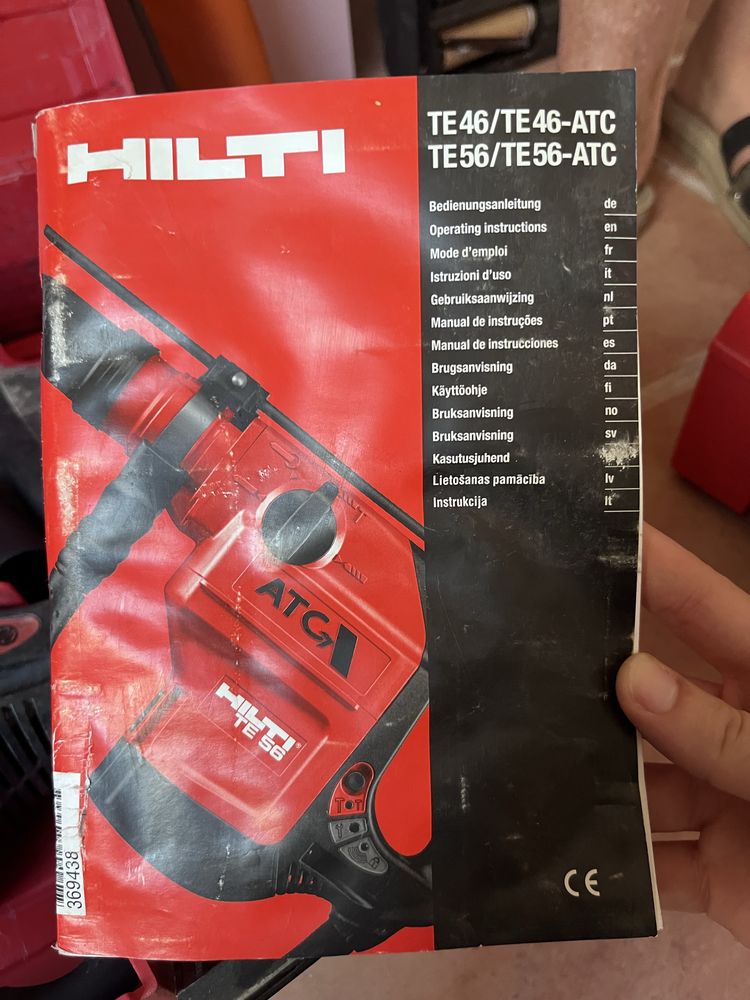 HILTI
TE46/TE46-ATC
TE56/TE56-ATC
Bedienungsanleitung de
Operating instructions en
Mode d'emploi fr
Istruzioni d'uso it
Gebruiksaanwijzing nl
Manual de instruções pt
Manual de instrucciones es
Brugsanvisning da
Käyttöohje fi
Bruksanvisning no
Bruksanvisning sv
Kasutusjuhend
Lietošanas pamācība lv
Instrukcija lt
ATC
HILTI®
TE 56
369438
CE